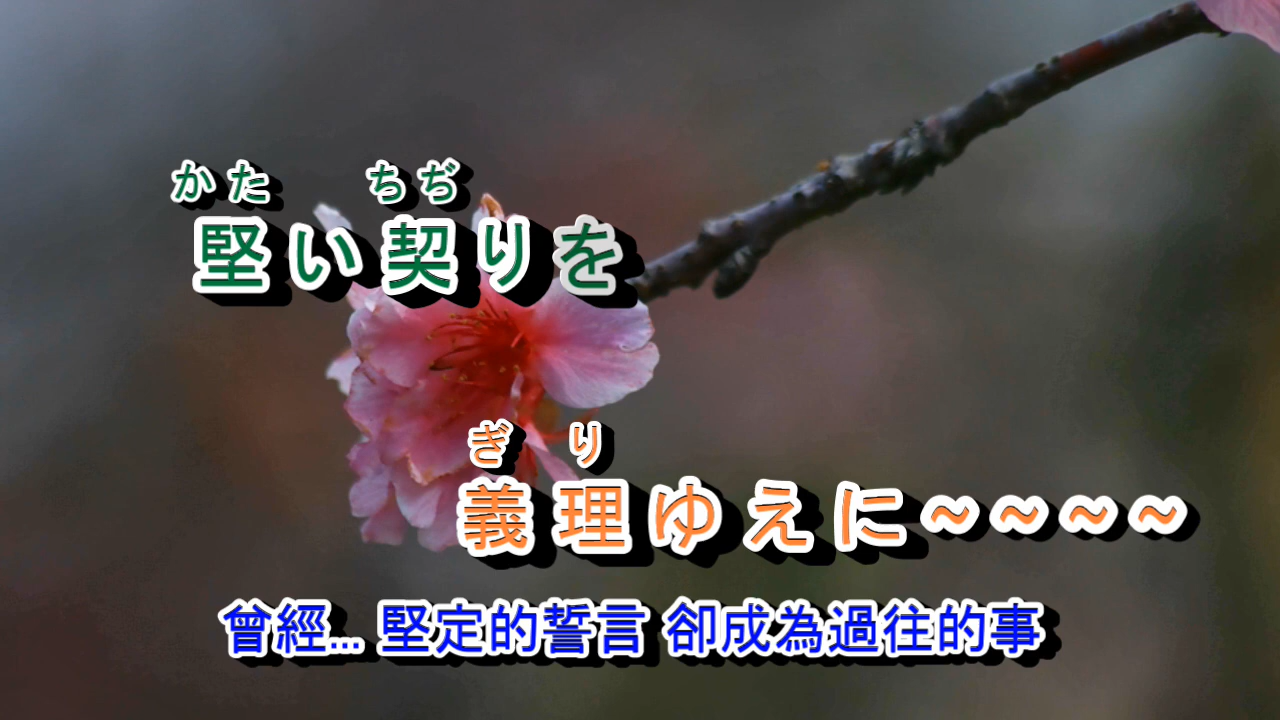 かた ちぢ
堅い契りを
ぎ り
義理ゆえに~~~~
曾經... 堅定的誓言 卻成為過往的事